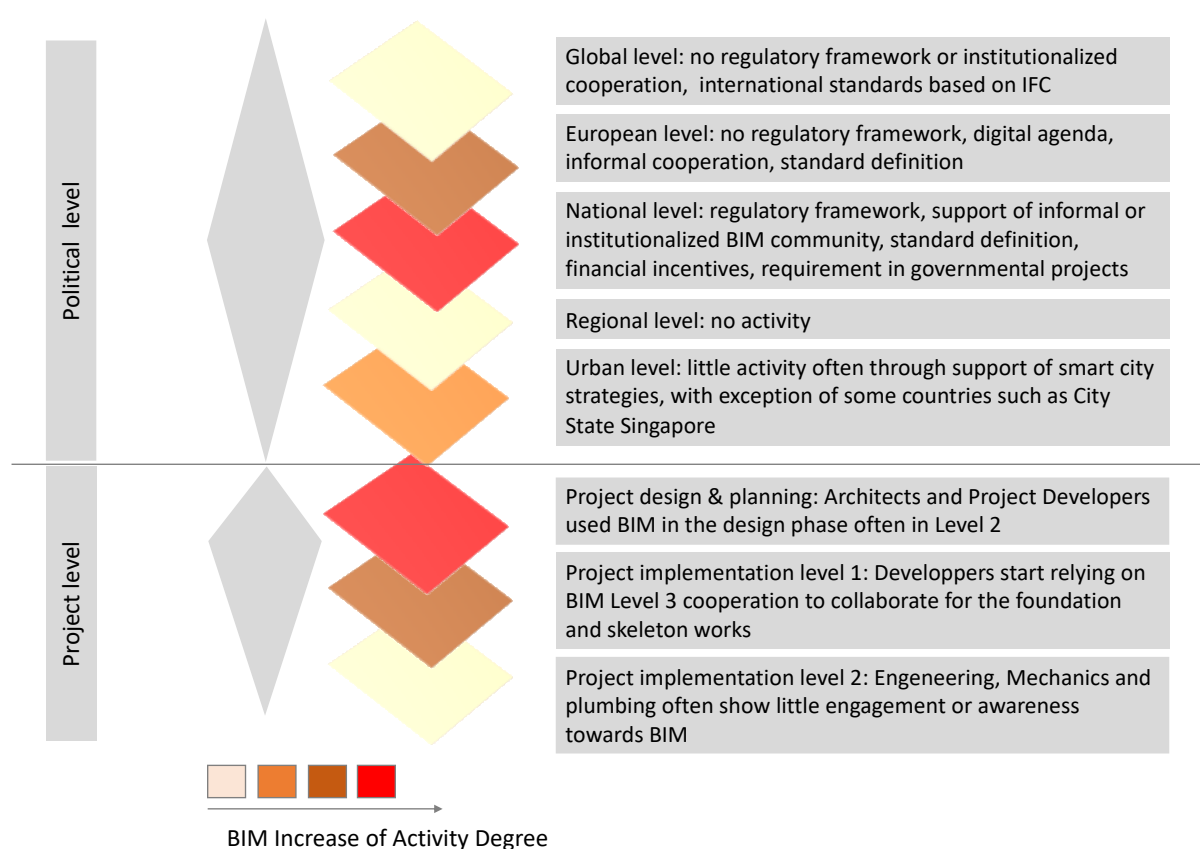 Political level
Global level: no regulatory framework or institutionalized
cooperation, international standards based on IFC
European level: no regulatory framework, digital agenda,
informal cooperation, standard definition
National level: regulatory framework, support of informal or
institutionalized BIM community, standard definition,
financial incentives, requirement in governmental projects
Regional level: no activity
Urban level: little activity often through support of smart city
strategies, with exception of some countries such as City
State Singapore
Project level
Project design & planning: Architects and Project Developers
used BIM in the design phase often in Level 2
Project implementation level 1: Developpers start relying on
BIM Level 3 cooperation to collaborate for the foundation
and skeleton works
Project implementation level 2: Engeneering, Mechanics and
plumbing often show little engagement or awareness
towards BIM
BIM Increase of Activity Degree